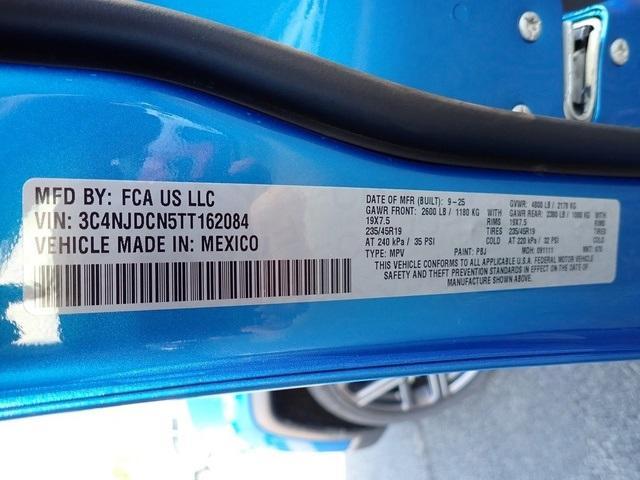 MFD BY: FCA US LLC
VIN: 3C4NJDCN5TT162084
VEHICLE MADE IN: MEXICO
DATE OF MFR (BUILT): 9-25 GVWR: 4800 LB / 2178 KG
GAWR FRONT: 2600 LB / 1180 KG WITH GAWR REAR: 2380 LB / 1080 KG WITH
19X7.5 RIMS 19X7.5 RIMS
235/45R19 TIRES 235/45R19 TIRES
AT 240 kPa / 35 PSI COLD AT 220 kPa / 32 PSI COLD
TYPE: MPV PAINT: PBJ MDH: 091111
THIS VEHICLE CONFORMS TO ALL APPLICABLE U.S.A. FEDERAL MOTOR VEHICLE
SAFETY AND THEFT PREVENTION STANDARDS IN EFFECT ON THE DATE OF
MANUFACTURE SHOWN ABOVE.